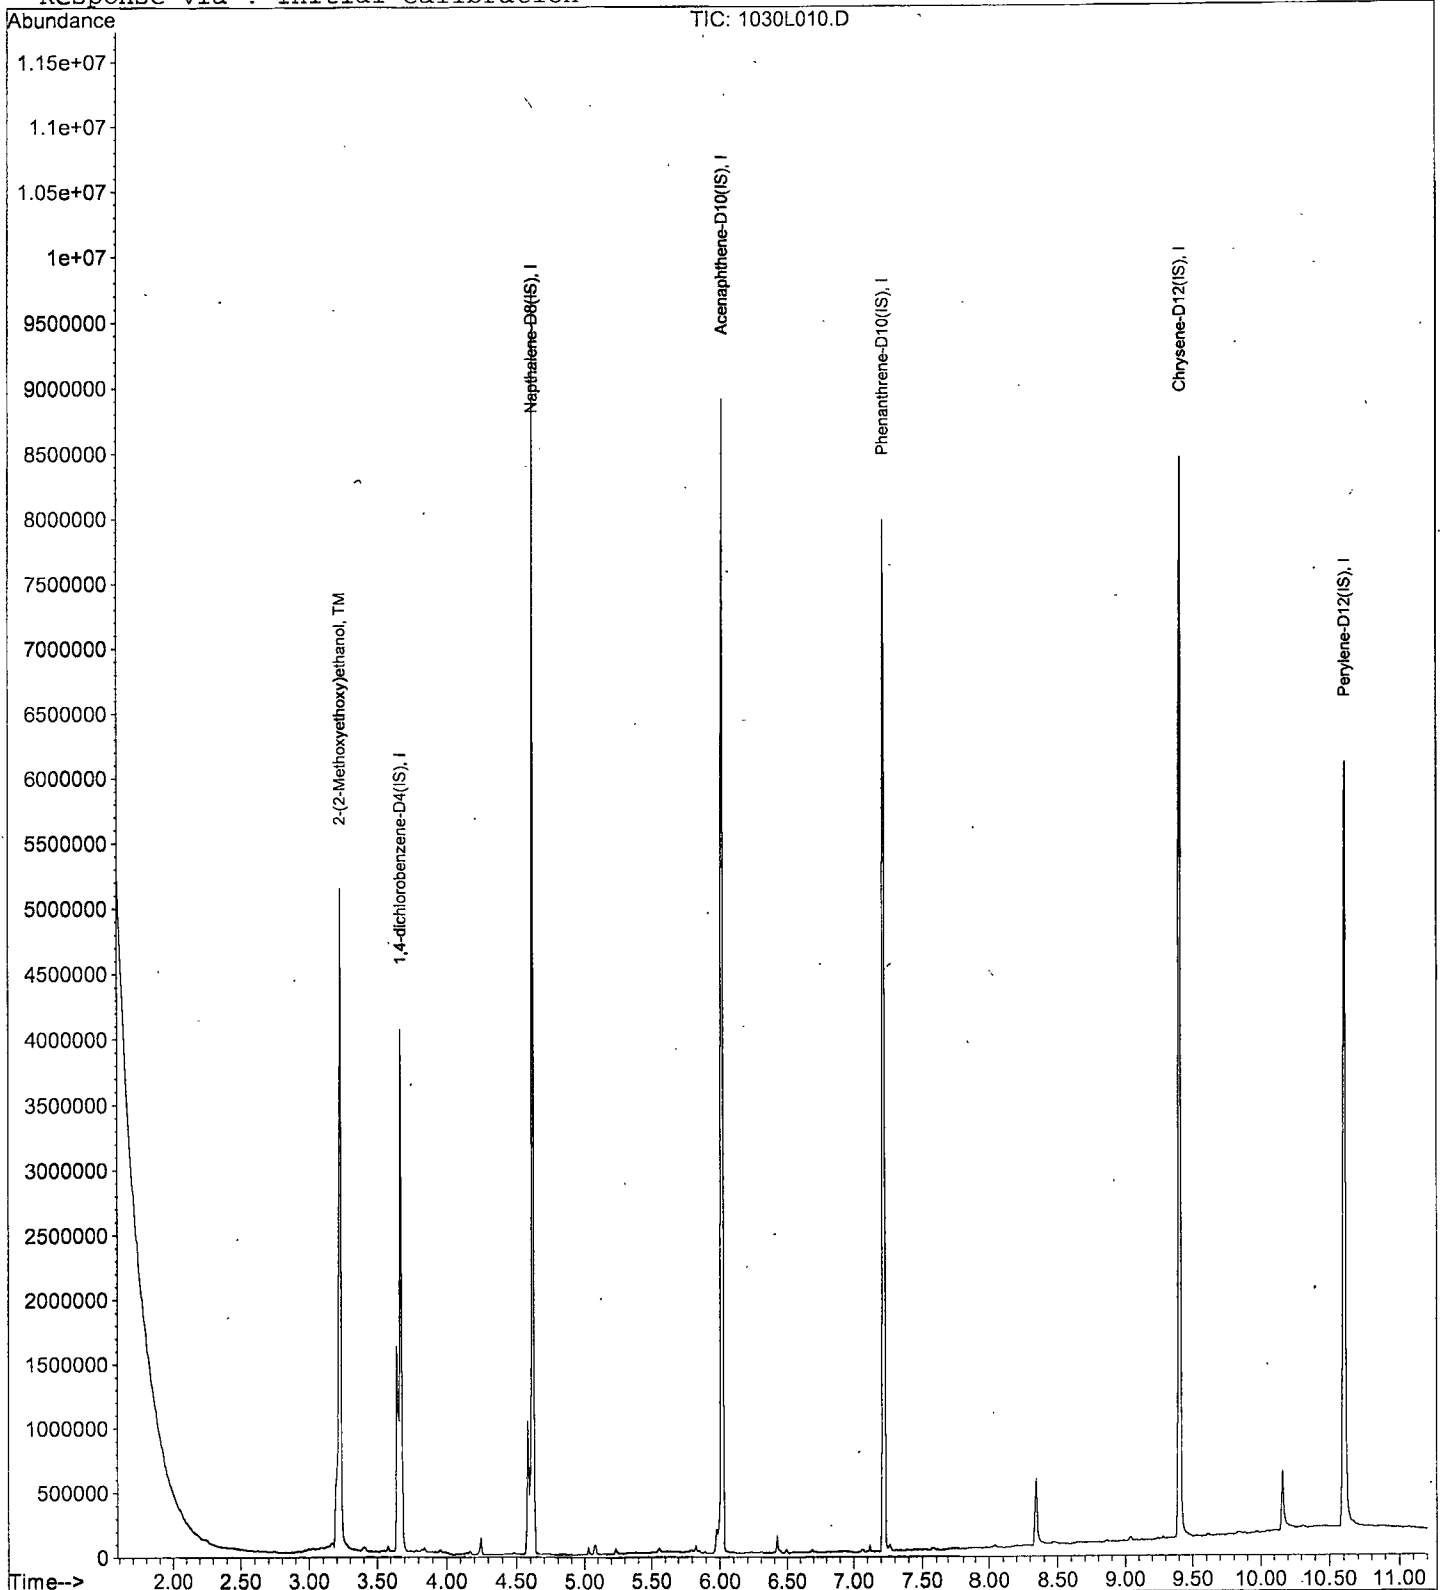 Response via : Initial Calibration
Abundance
TIC: 1030L010.D
1.15e+07
1.1e+07
1.05e+07
1e+07
9500000
9000000
8500000
8000000
7500000
7000000
6500000
6000000
5500000
5000000
4500000
4000000
3500000
3000000
2500000
2000000
1500000
1000000
500000
0
2-(2-Methoxyethoxy)ethanol, TM
1,4-dichlorobenzene-D4(IS), I
Napthalene-D8(IS), I
Acenaphthene-D10(IS), I
Phenanthrene-D10(IS), I
Chrysene-D12(IS), I
Perylene-D12(IS), I
Time--> 2.00 2.50 3.00 3.50 4.00 4.50 5.00 5.50 6.00 6.50 7.00 7.50 8.00 8.50 9.00 9.50 10.00 10.50 11.00